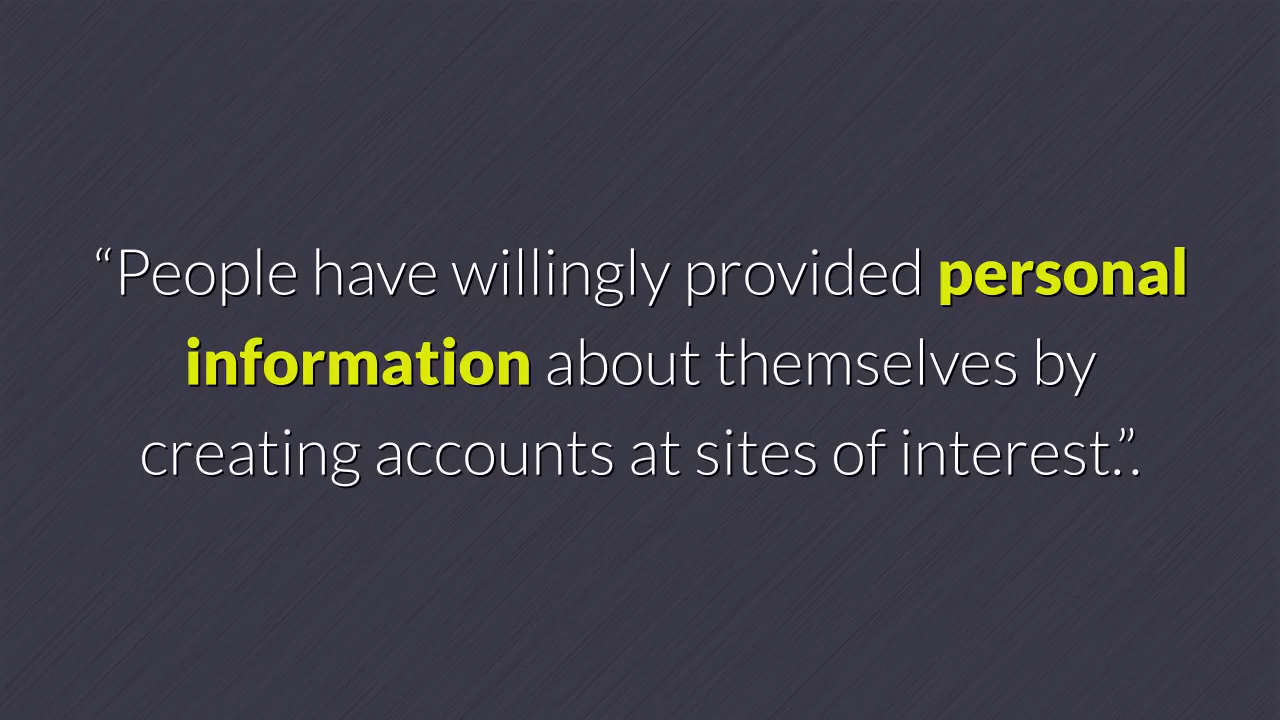 “People have willingly provided personal
information about themselves by
creating accounts at sites of interest.”.